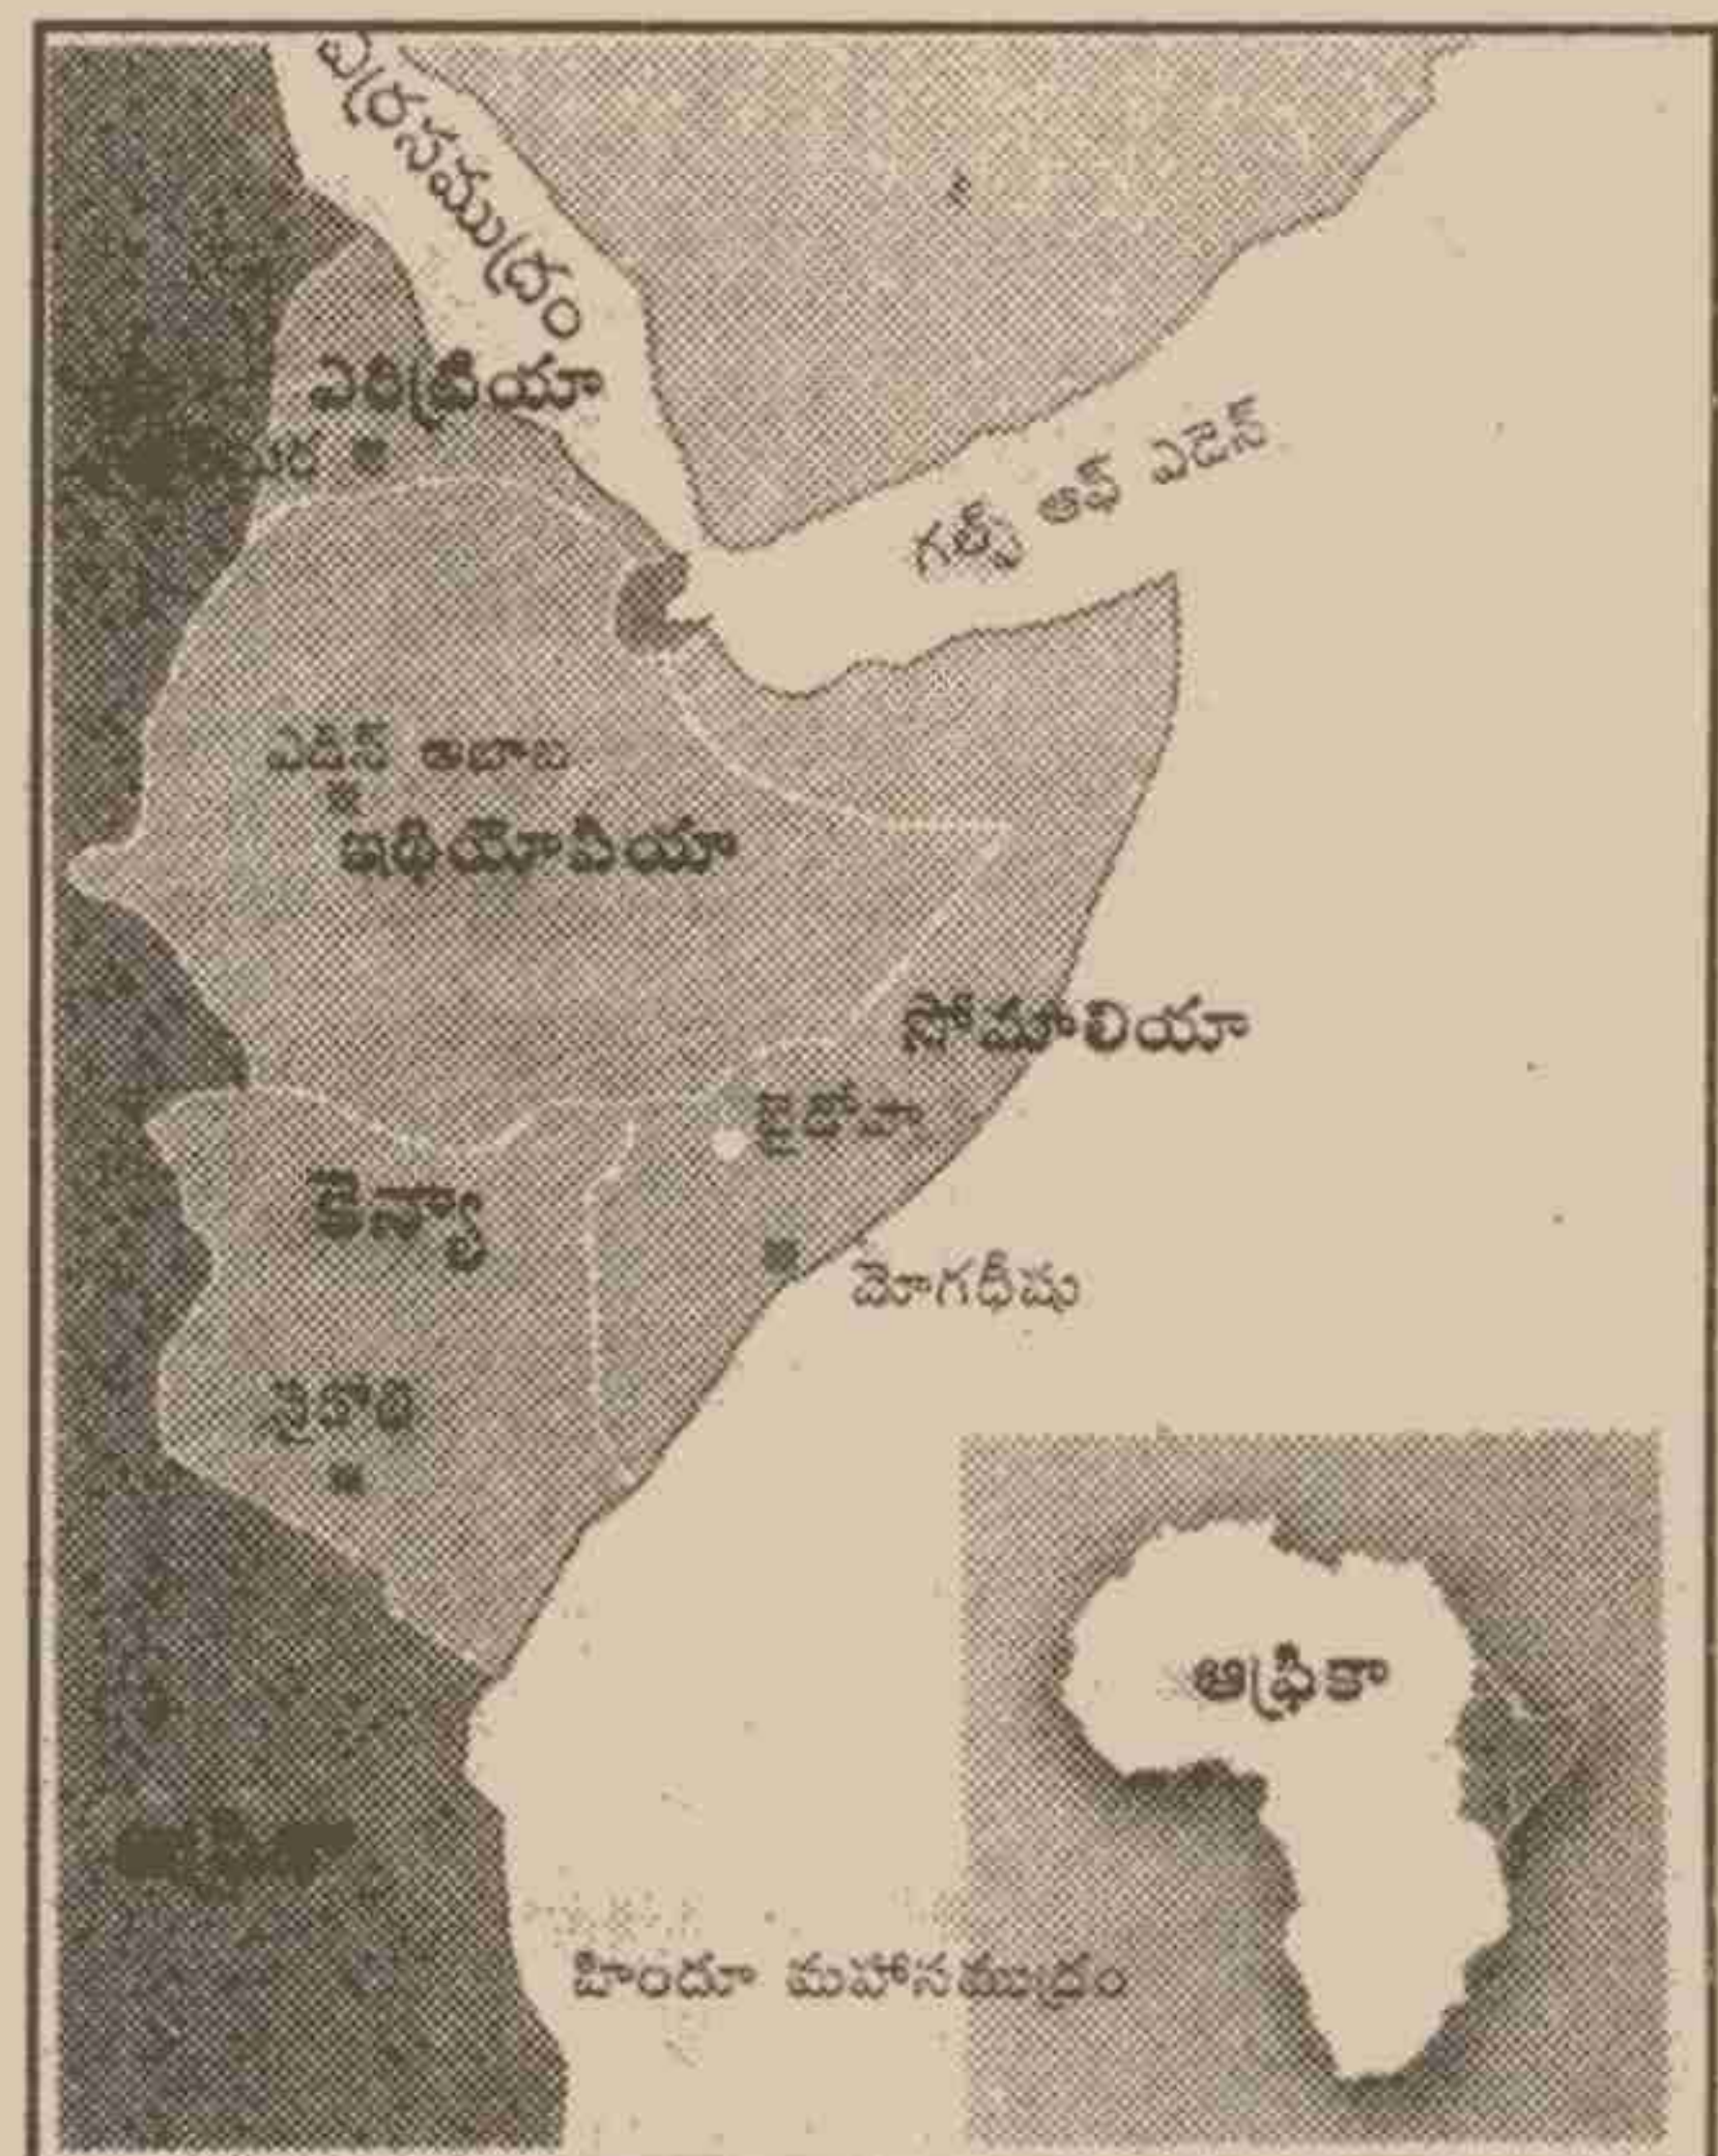 ఎర్రసముద్రం
ఎరిట్రియా
గల్ఫ్ ఆఫ్ ఎడెన్
ఎడ్డిస్ అబాబ
ఇథియోపియా
సోమాలియా
బైదోవా
కెన్యా
మోగదీషు
నైరోబి
ఆఫ్రికా
హిందూ మహాసముద్రం